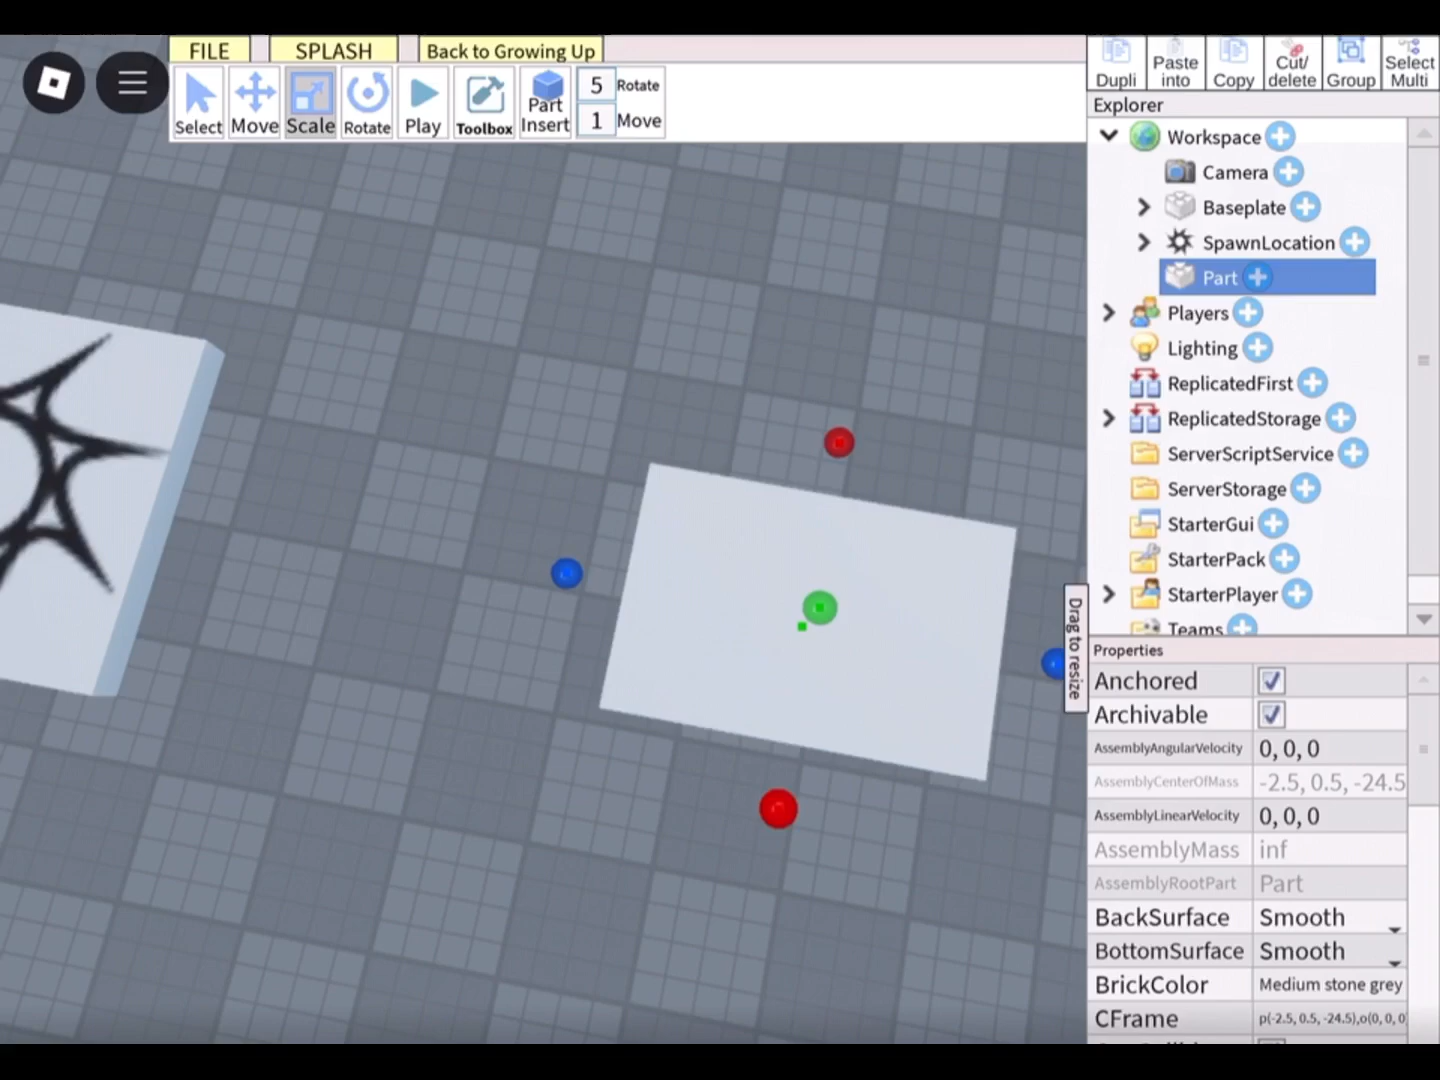 FILE SPLASH Back to Growing Up
Select Move Scale Rotate Play Toolbox Part Insert 5 Rotate
1 Move
Dupli Paste into Copy Cut/ delete Group Select Multi
Explorer
Workspace
Camera
Baseplate
SpawnLocation
Part
Players
Lighting
ReplicatedFirst
ReplicatedStorage
ServerScriptService
ServerStorage
StarterGui
StarterPack
StarterPlayer
Teams
Drag to resize
Properties
Anchored
Archivable
AssemblyAngularVelocity 0, 0, 0
AssemblyCenterOfMass -2.5, 0.5, -24.5
AssemblyLinearVelocity 0, 0, 0
AssemblyMass inf
AssemblyRootPart Part
BackSurface Smooth
BottomSurface Smooth
BrickColor Medium stone grey
CFrame p(-2.5, 0.5, -24.5),o(0, 0, 0